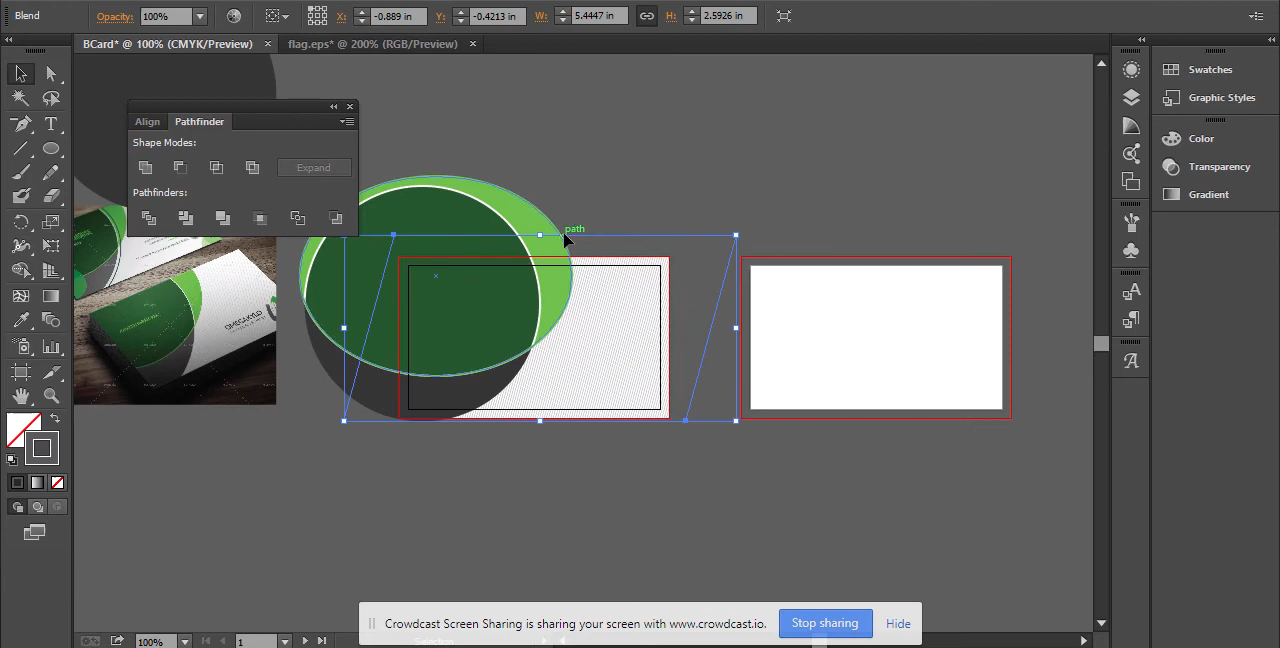 Blend
Opacity: 100%
X: -0.889 in
Y: -0.4213 in
W: 5.4447 in
H: 2.5926 in
BCard* @ 100% (CMYK/Preview) ×
flag.eps* @ 200% (RGB/Preview) ×
Align
Pathfinder
Shape Modes:
Expand
Pathfinders:
path
Swatches
Graphic Styles
Color
Transparency
Gradient
Crowdcast Screen Sharing is sharing your screen with www.crowdcast.io.
Stop sharing
Hide
100%
1
Selection